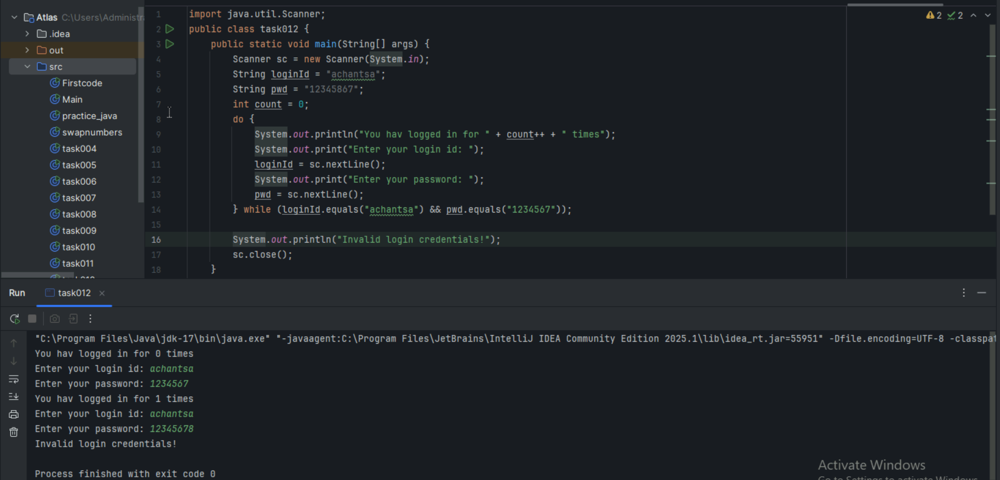 Atlas C:\Users\Administr
.idea
out
src
Firstcode
Main
practice_java
swapnumbers
task004
task005
task006
task007
task008
task009
task010
task011
2 2
1 import java.util.Scanner;
2 public class task012 {
3 public static void main(String[] args) {
4 Scanner sc = new Scanner(System.in);
5 String loginId = "achantsa";
6 String pwd = "12345867";
7 int count = 0;
8 do {
9 System.out.println("You hav logged in for " + count++ + " times");
10 System.out.print("Enter your login id: ");
11 loginId = sc.nextLine();
12 System.out.print("Enter your password: ");
13 pwd = sc.nextLine();
14 } while (loginId.equals("achantsa") && pwd.equals("1234567"));
15
16 System.out.println("Invalid login credentials!");
17 sc.close();
18 }
Run task012
"C:\Program Files\Java\jdk-17\bin\java.exe" "-javaagent:C:\Program Files\JetBrains\IntelliJ IDEA Community Edition 2025.1\lib\idea_rt.jar=55951" -Dfile.encoding=UTF-8 -classpat
You hav logged in for 0 times
Enter your login id: achantsa
Enter your password: 1234567
You hav logged in for 1 times
Enter your login id: achantsa
Enter your password: 12345678
Invalid login credentials!
Process finished with exit code 0
Activate Windows
Go to Settings to activate Windows.